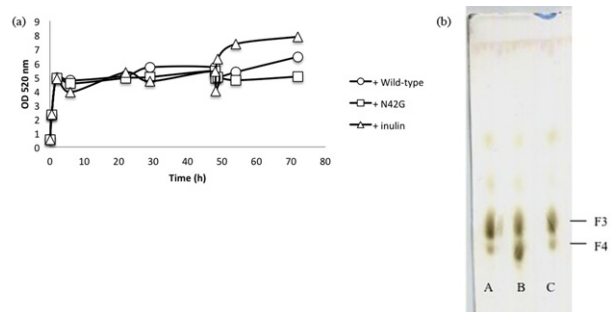 (a)
9
8
7
6
5
4
3
2
1
0
OD 520 nm
0 10 20 30 40 50 60 70 80
Time (h)
+ Wild-type
+ N42G
+ inulin
(b)
F3
F4
A B C